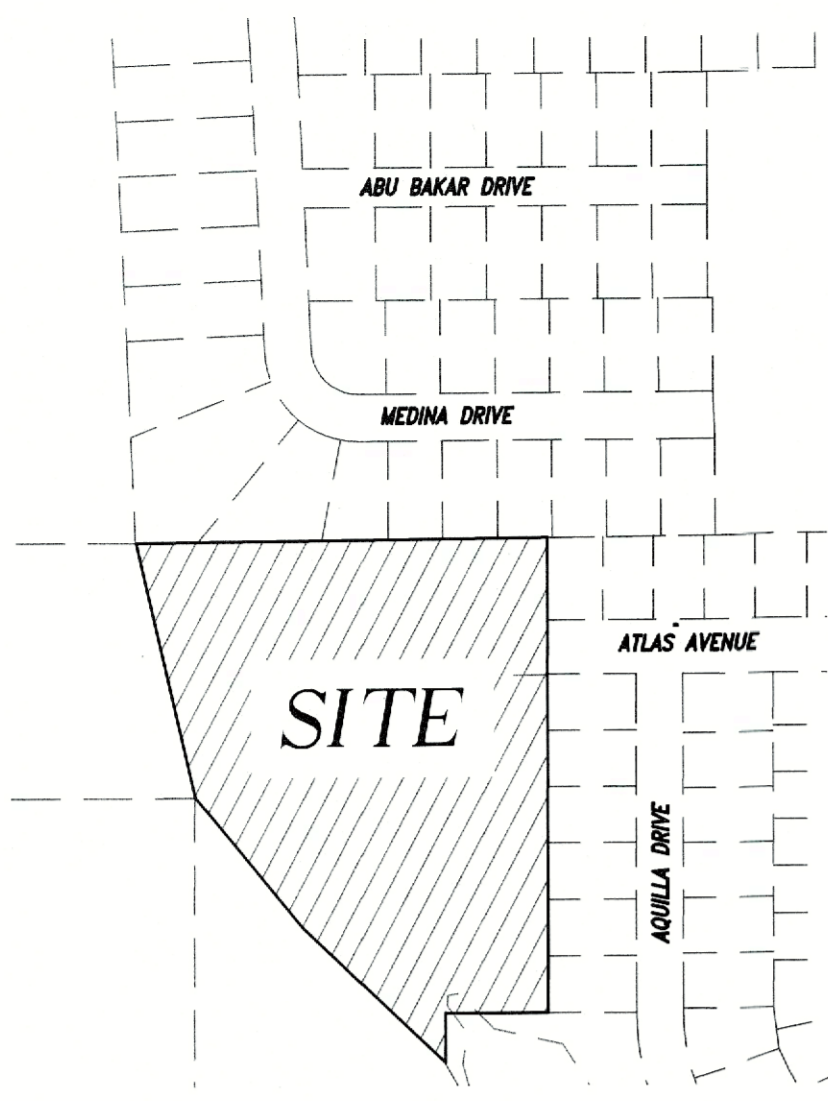 ABU BAKAR DRIVE
MEDINA DRIVE
ATLAS AVENUE
SITE
AQUILLA DRIVE